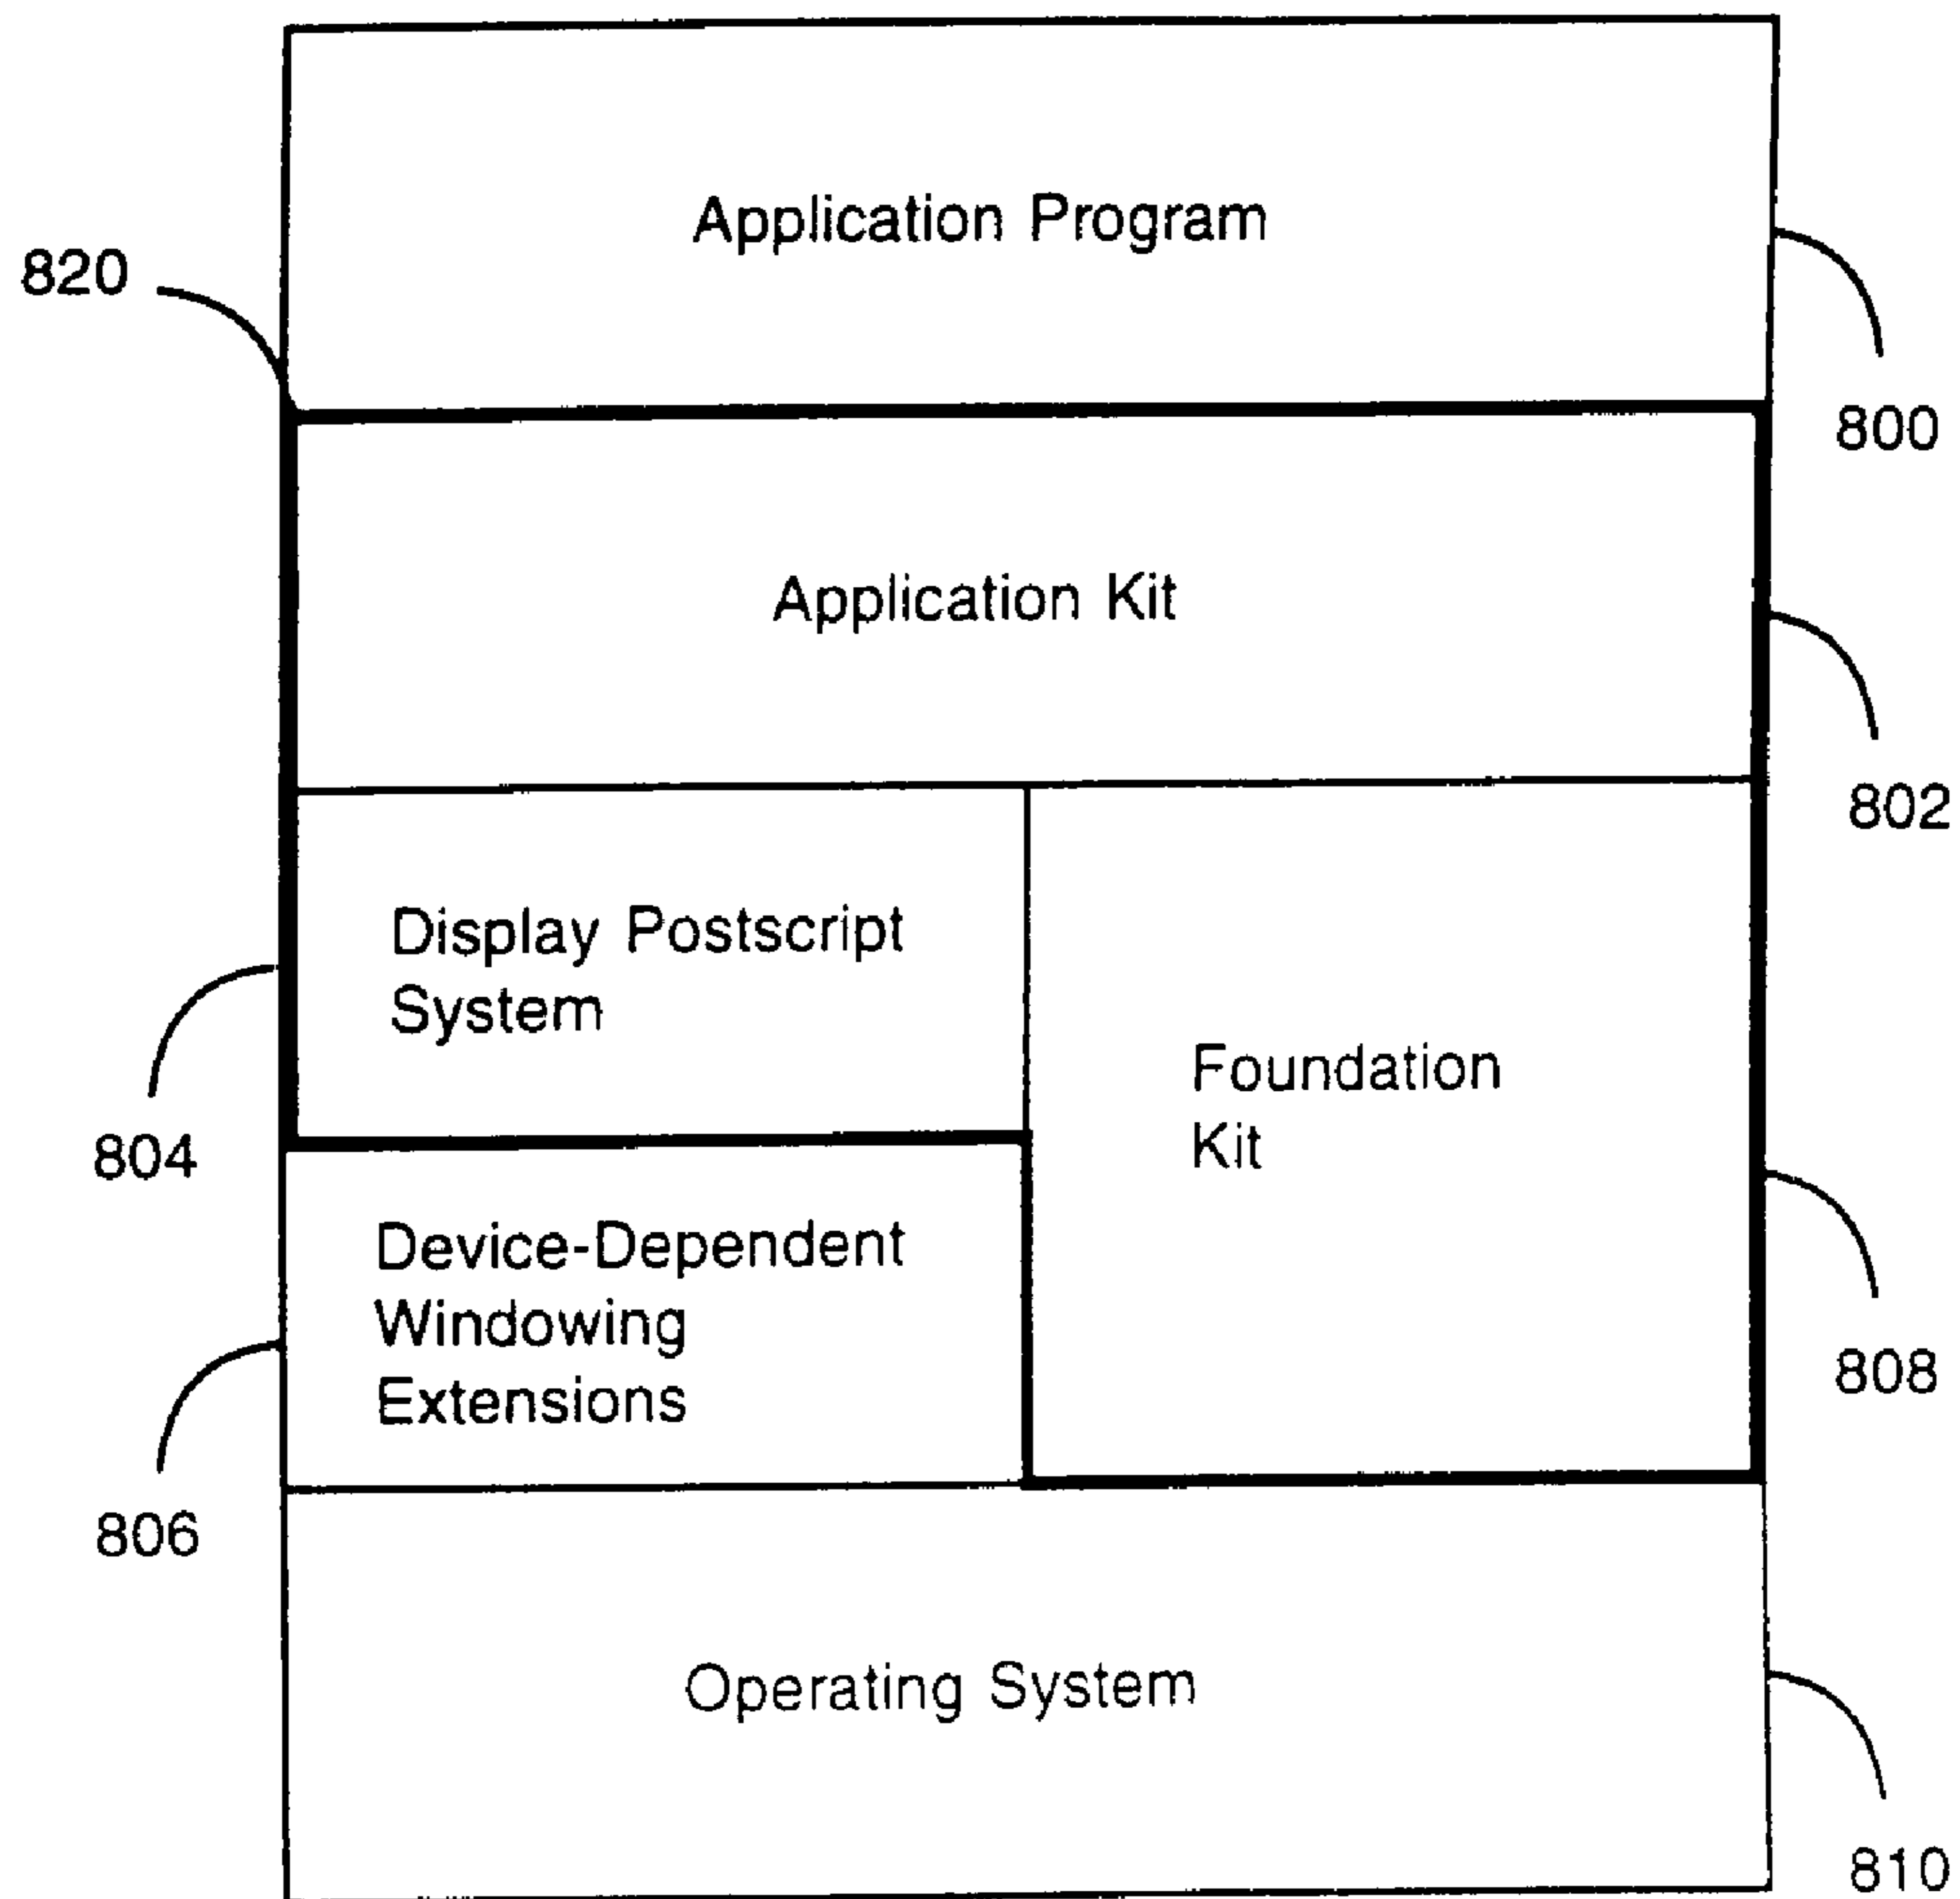 Application Program
820
800
Application Kit
802
Display Postscript
System
Foundation
Kit
804
Device-Dependent
Windowing
Extensions
808
806
Operating System
810